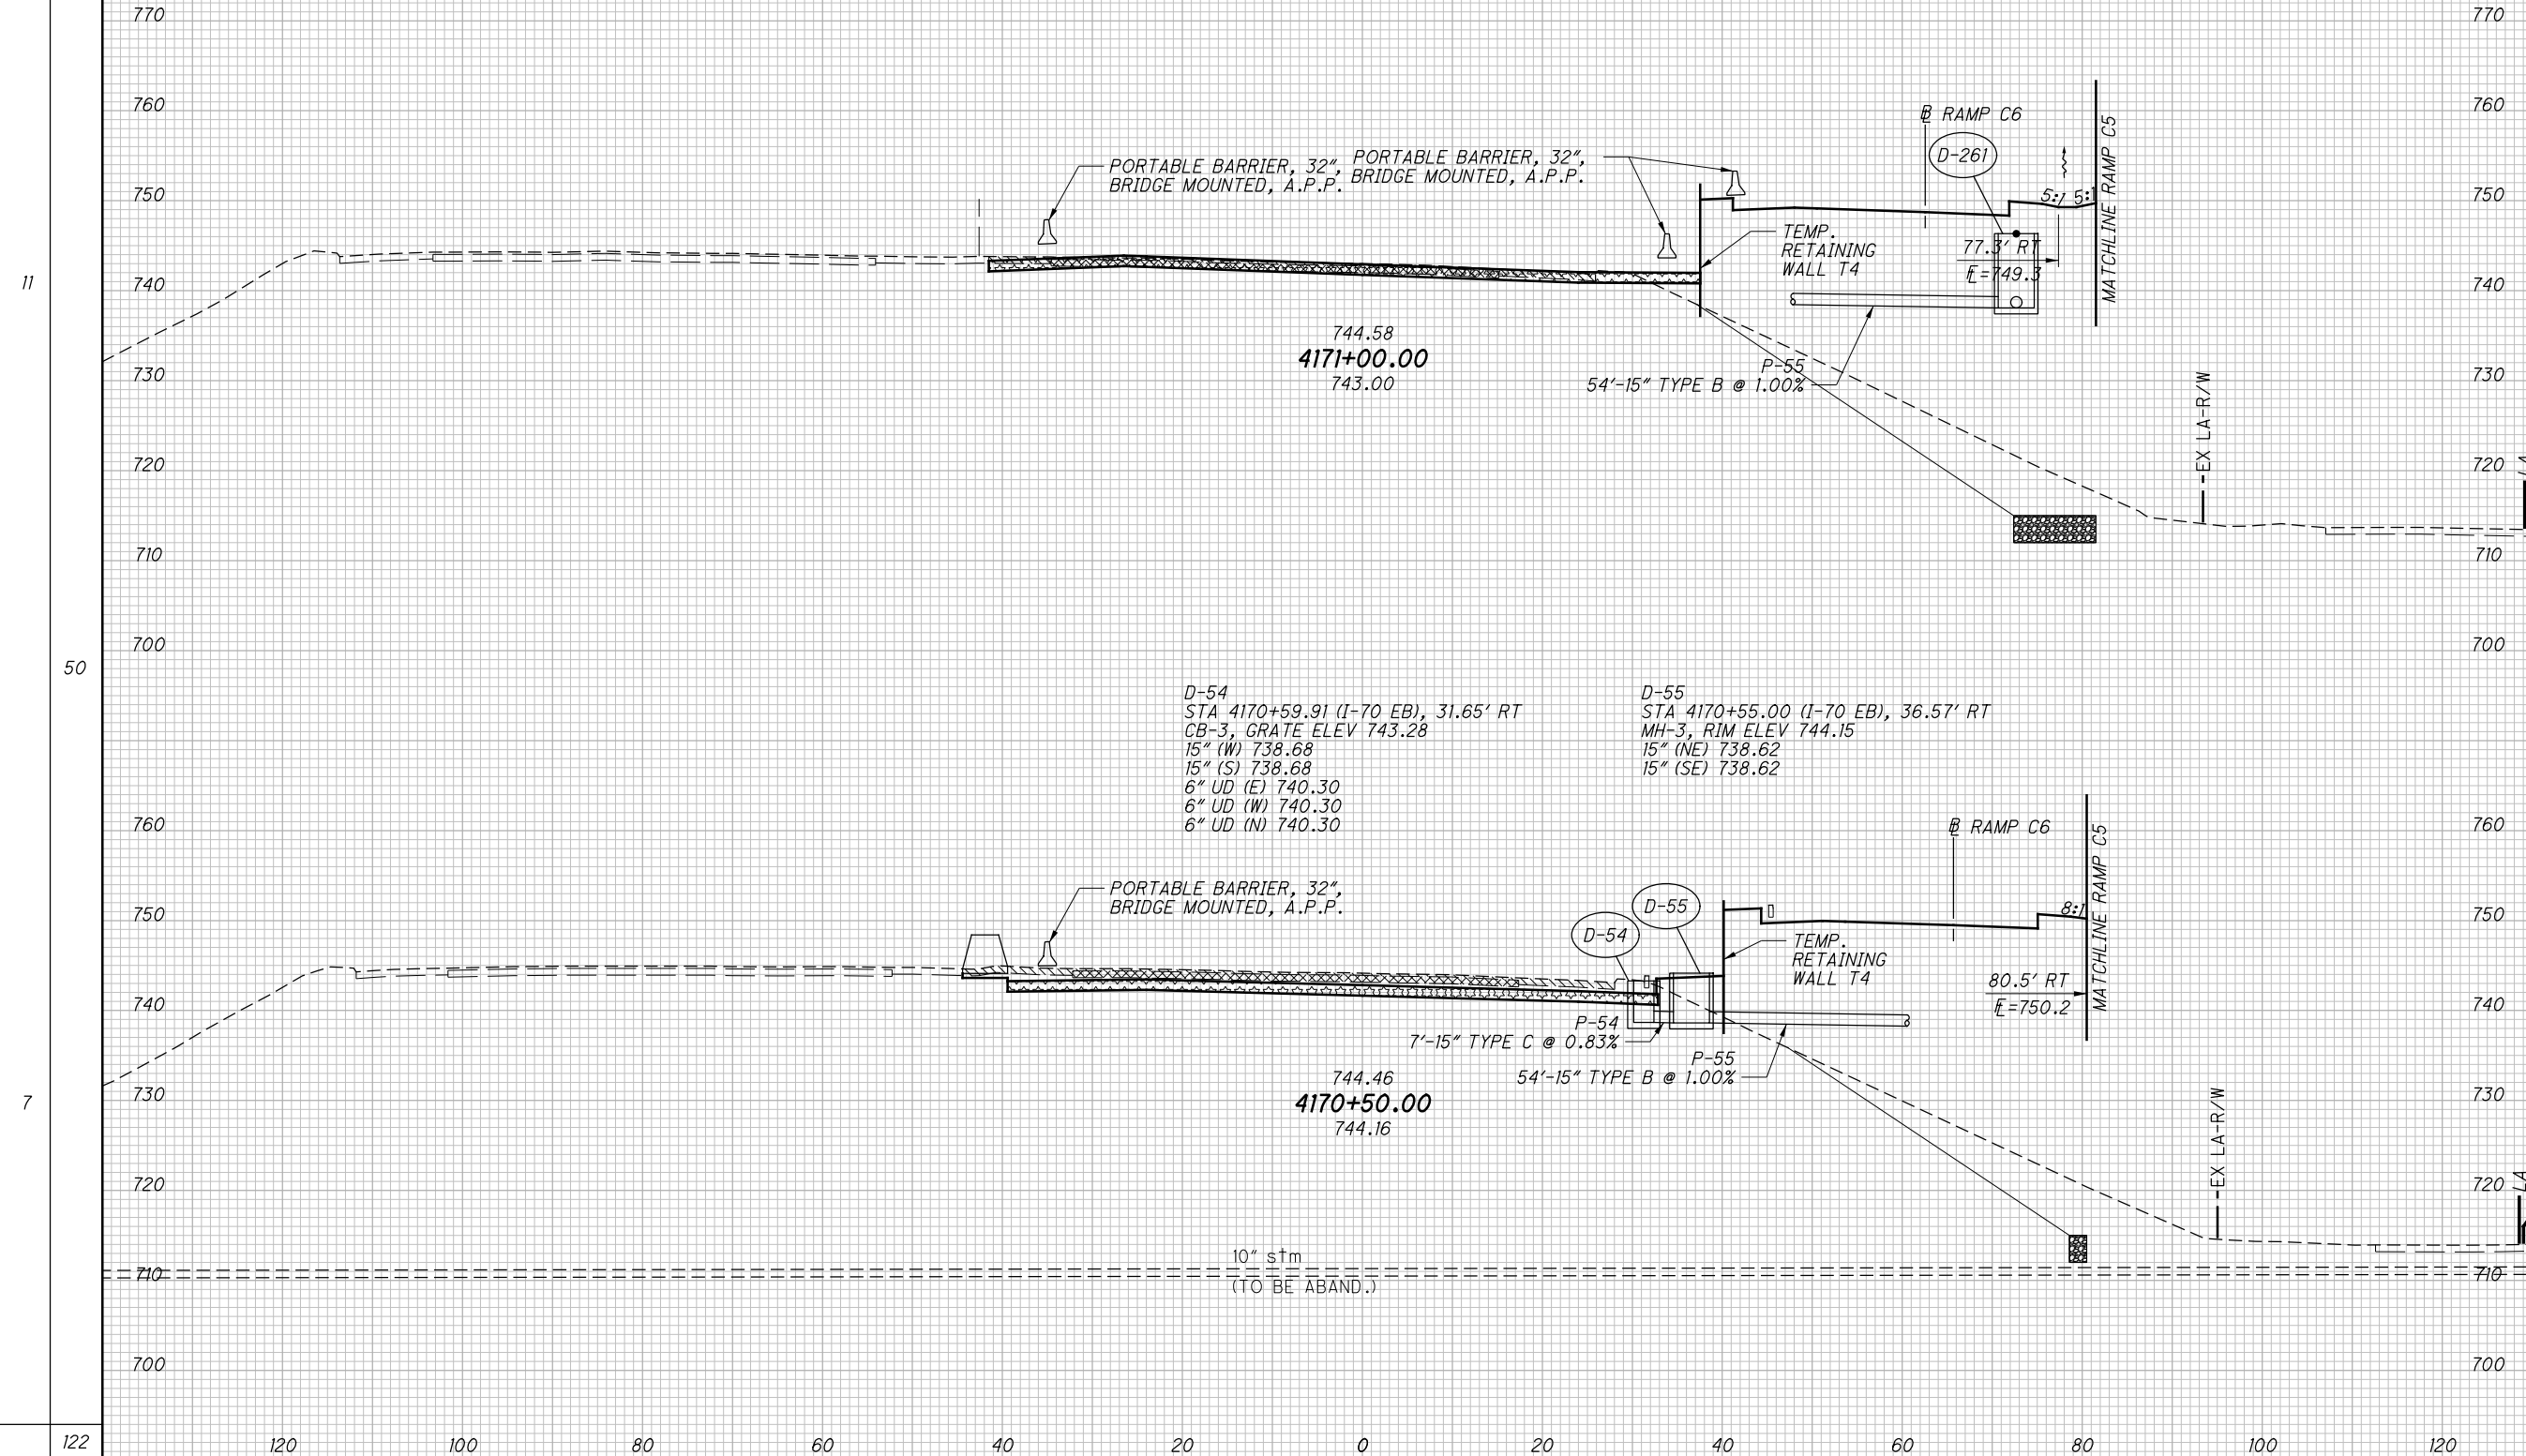 770
770
760
760
℄ RAMP C6
D-261
MATCHLINE RAMP C5
PORTABLE BARRIER, 32",
BRIDGE MOUNTED, A.P.P.
PORTABLE BARRIER, 32",
BRIDGE MOUNTED, A.P.P.
750
750
5:1 5:1
TEMP.
RETAINING
WALL T4
77.3' RT
E=749.3
11
740
740
744.58
4171+00.00
743.00
P-55
54'-15" TYPE B @ 1.00%
730
730
EX LA-R/W
720
720
710
710
700
700
50
D-54
STA 4170+59.91 (I-70 EB), 31.65' RT
CB-3, GRATE ELEV 743.28
15" (W) 738.68
15" (S) 738.68
6" UD (E) 740.30
6" UD (W) 740.30
6" UD (N) 740.30
D-55
STA 4170+55.00 (I-70 EB), 36.57' RT
MH-3, RIM ELEV 744.15
15" (NE) 738.62
15" (SE) 738.62
760
760
℄ RAMP C6
MATCHLINE RAMP C5
PORTABLE BARRIER, 32",
BRIDGE MOUNTED, A.P.P.
D-54
D-55
750
750
8:1
TEMP.
RETAINING
WALL T4
80.5' RT
E=750.2
740
740
P-54
7'-15" TYPE C @ 0.83%
P-55
54'-15" TYPE B @ 1.00%
744.46
4170+50.00
744.16
7
730
730
EX LA-R/W
720
720
LA
10" stm
(TO BE ABAND.)
710
710
700
700
122
120 100 80 60 40 20 0 20 40 60 80 100 120